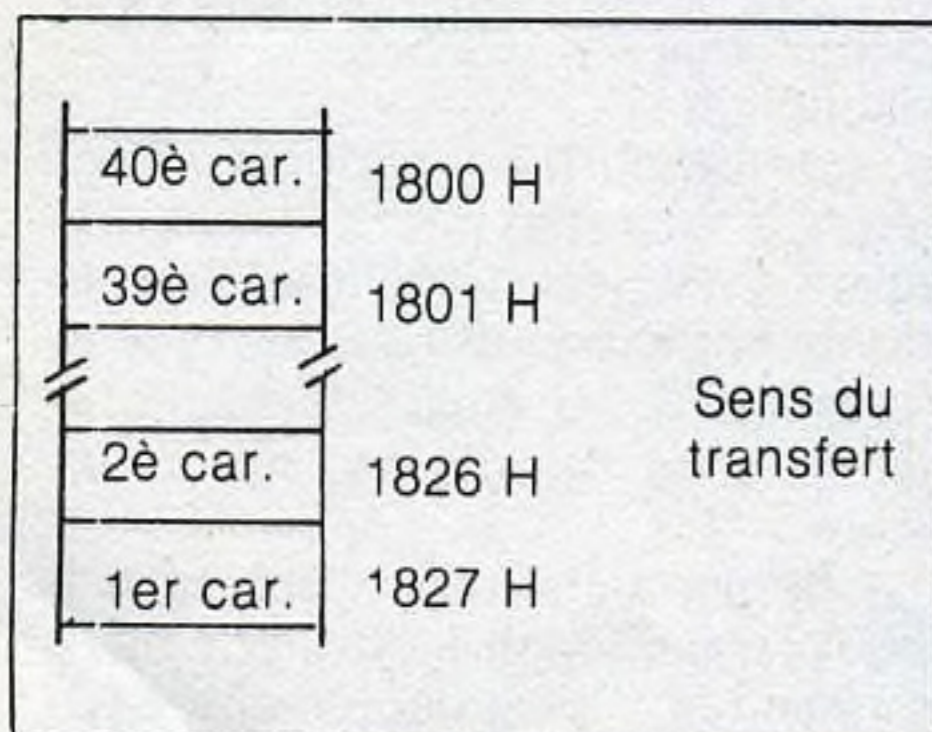 40è car. 1800 H
39è car. 1801 H
Sens du
transfert
2è car. 1826 H
1er car. 1827 H